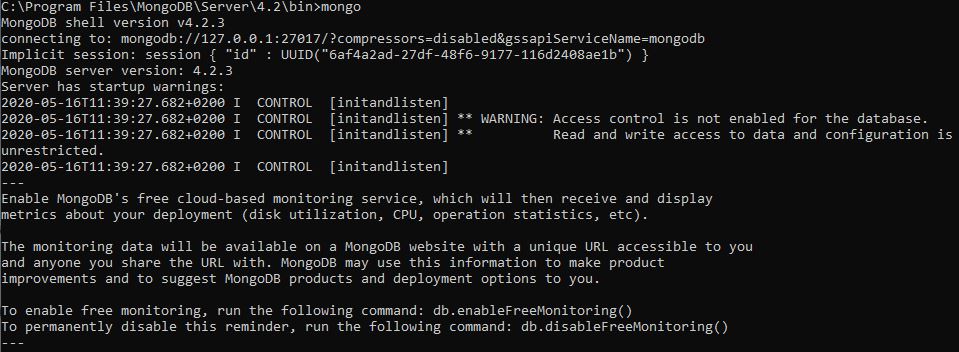 C:\Program Files\MongoDB\Server\4.2\bin>mongo
MongoDB shell version v4.2.3
connecting to: mongodb://127.0.0.1:27017/?compressors=disabled&gssapiServiceName=mongodb
Implicit session: session { "id" : UUID("6af4a2ad-27df-48f6-9177-116d2408ae1b") }
MongoDB server version: 4.2.3
Server has startup warnings:
2020-05-16T11:39:27.682+0200 I  CONTROL  [initandlisten]
2020-05-16T11:39:27.682+0200 I  CONTROL  [initandlisten] ** WARNING: Access control is not enabled for the database.
2020-05-16T11:39:27.682+0200 I  CONTROL  [initandlisten] **          Read and write access to data and configuration is
unrestricted.
2020-05-16T11:39:27.682+0200 I  CONTROL  [initandlisten]
---
Enable MongoDB's free cloud-based monitoring service, which will then receive and display
metrics about your deployment (disk utilization, CPU, operation statistics, etc).

The monitoring data will be available on a MongoDB website with a unique URL accessible to you
and anyone you share the URL with. MongoDB may use this information to make product
improvements and to suggest MongoDB products and deployment options to you.

To enable free monitoring, run the following command: db.enableFreeMonitoring()
To permanently disable this reminder, run the following command: db.disableFreeMonitoring()
---